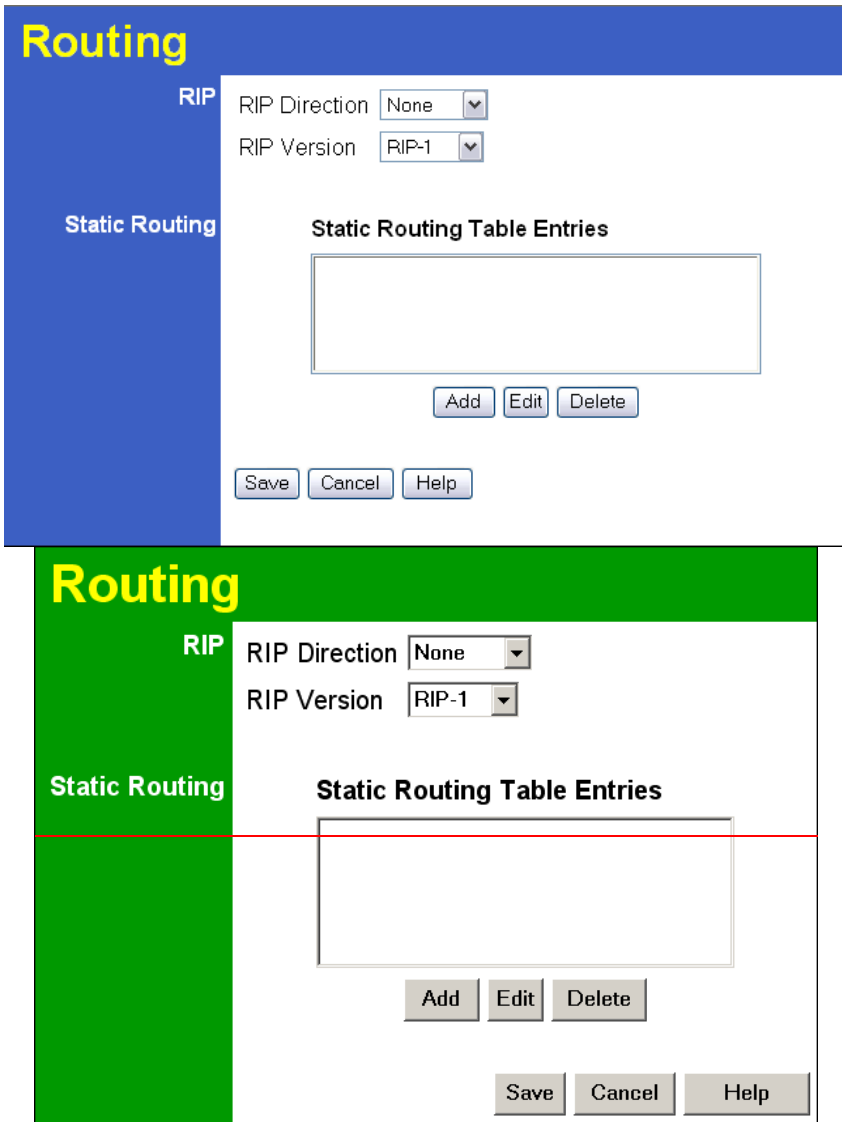 Routing
RIP
RIP Direction None
RIP Version RIP-1
Static Routing
Static Routing Table Entries
Add Edit Delete
Save Cancel Help
Routing
RIP
RIP Direction None
RIP Version RIP-1
Static Routing
Static Routing Table Entries
Add Edit Delete
Save Cancel Help